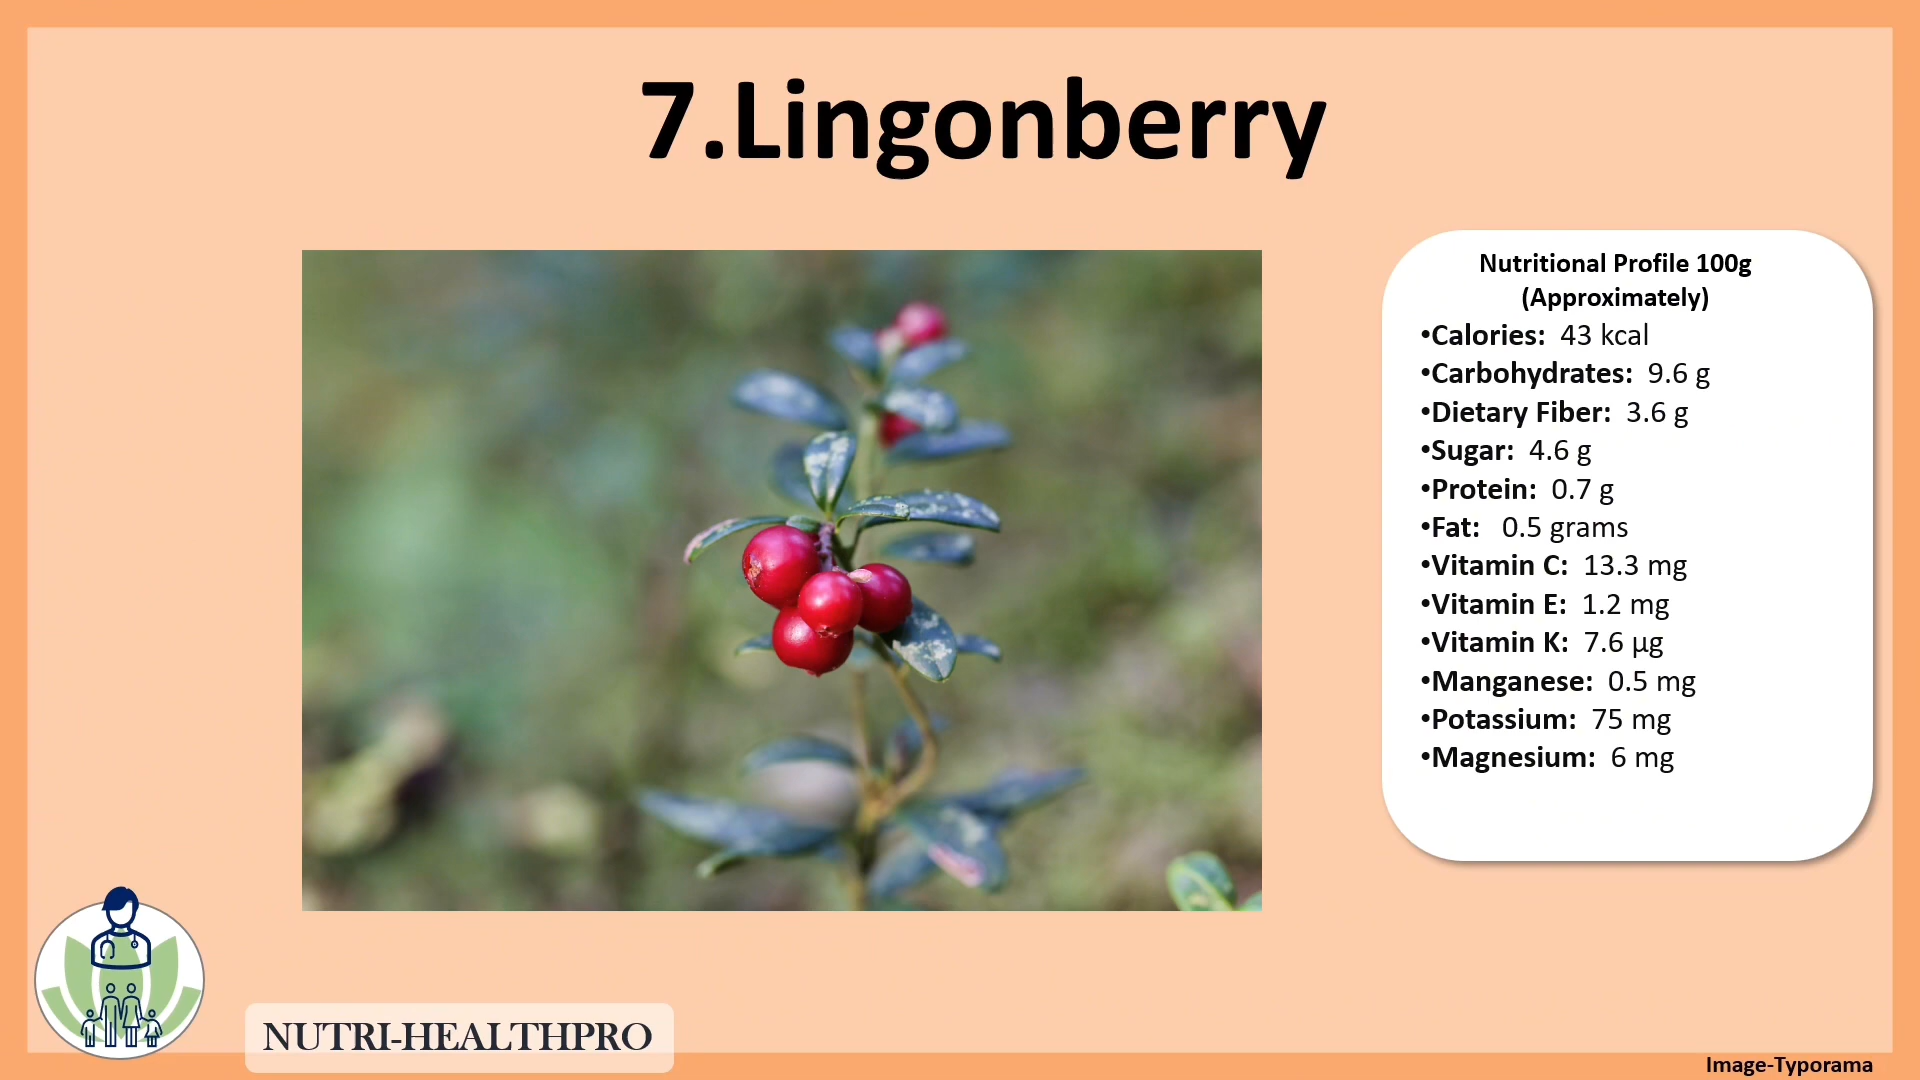 7.Lingonberry
Nutritional Profile 100g
(Approximately)
•Calories: 43 kcal
•Carbohydrates: 9.6 g
•Dietary Fiber: 3.6 g
•Sugar: 4.6 g
•Protein: 0.7 g
•Fat: 0.5 grams
•Vitamin C: 13.3 mg
•Vitamin E: 1.2 mg
•Vitamin K: 7.6 µg
•Manganese: 0.5 mg
•Potassium: 75 mg
•Magnesium: 6 mg
NUTRI-HEALTHPRO
Image-Typorama